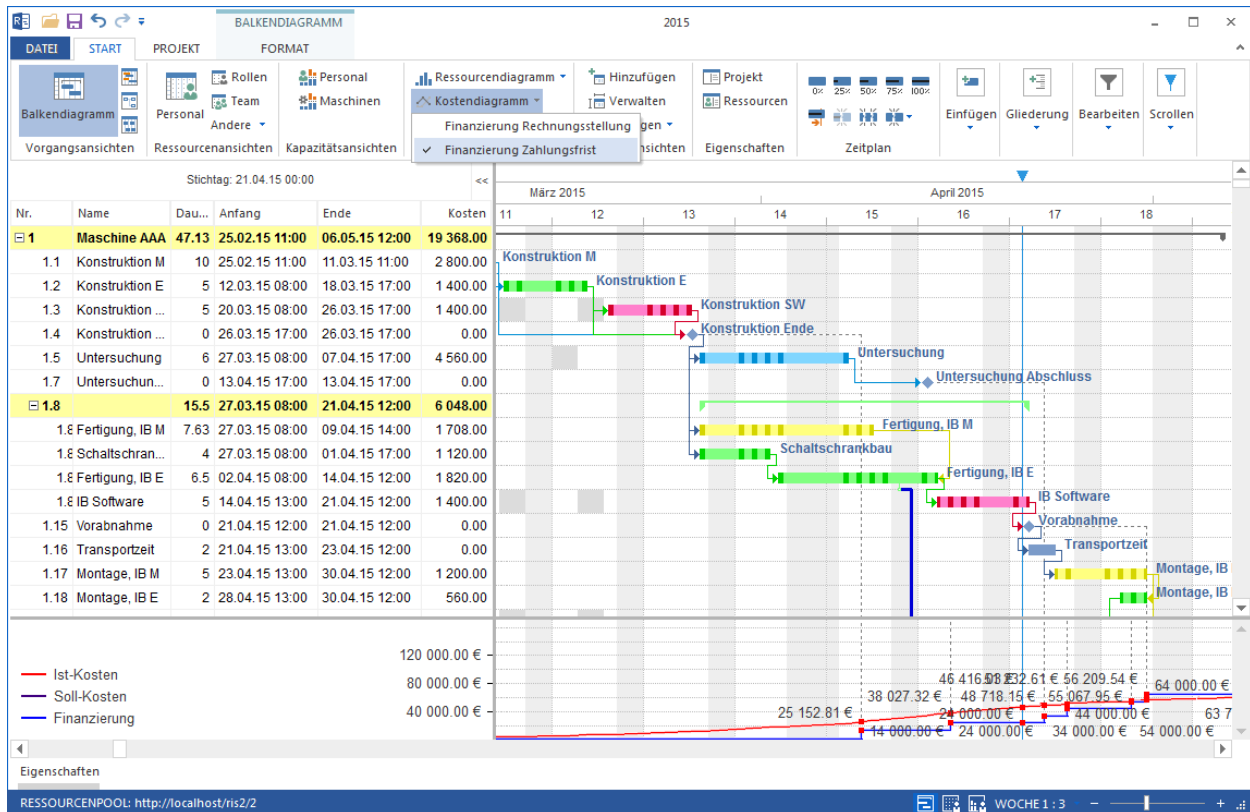 BALKENDIAGRAMM
2015
DATEI START PROJEKT FORMAT
Balkendiagramm
Personal
Rollen
Team
Andere
Personal
Maschinen
Ressourcendiagramm
Kostendiagramm
Finanzierung Rechnungsstellung
Finanzierung Zahlungsfrist
Hinzufügen
Verwalten
Projekt
Ressourcen
0% 25% 50% 75% 100%
Einfügen Gliederung Bearbeiten Scrollen
Vorgangsansichten Ressourcenansichten Kapazitätsansichten Eigenschaften Zeitplan
Stichtag: 21.04.15 00:00 <<
März 2015 April 2015
Nr. Name Dau... Anfang Ende Kosten 11 12 13 14 15 16 17 18
1 Maschine AAA 47.13 25.02.15 11:00 06.05.15 12:00 19 368.00
1.1 Konstruktion M 10 25.02.15 11:00 11.03.15 11:00 2 800.00 Konstruktion M
1.2 Konstruktion E 5 12.03.15 08:00 18.03.15 17:00 1 400.00 Konstruktion E
1.3 Konstruktion ... 5 20.03.15 08:00 26.03.15 17:00 1 400.00 Konstruktion SW
1.4 Konstruktion ... 0 26.03.15 17:00 26.03.15 17:00 0.00 Konstruktion Ende
1.5 Untersuchung 6 27.03.15 08:00 07.04.15 17:00 4 560.00 Untersuchung
1.7 Untersuchun... 0 13.04.15 17:00 13.04.15 17:00 0.00 Untersuchung Abschluss
1.8 15.5 27.03.15 08:00 21.04.15 12:00 6 048.00
1.8 Fertigung, IB M 7.63 27.03.15 08:00 09.04.15 14:00 1 708.00 Fertigung, IB M
1.8 Schaltschran... 4 27.03.15 08:00 01.04.15 17:00 1 120.00 Schaltschrankbau
1.8 Fertigung, IB E 6.5 02.04.15 08:00 14.04.15 12:00 1 820.00 Fertigung, IB E
1.8 IB Software 5 14.04.15 13:00 21.04.15 12:00 1 400.00 IB Software
1.15 Vorabnahme 0 21.04.15 12:00 21.04.15 12:00 0.00 Vorabnahme
1.16 Transportzeit 2 21.04.15 13:00 23.04.15 12:00 0.00 Transportzeit
1.17 Montage, IB M 5 23.04.15 13:00 30.04.15 12:00 1 200.00 Montage, IB
1.18 Montage, IB E 2 28.04.15 13:00 30.04.15 12:00 560.00 Montage, IB
120 000.00 €
80 000.00 €
40 000.00 €
Ist-Kosten
Soll-Kosten
Finanzierung
56 209.54 € 64 000.00 €
38 027.32 € 48 718.15 € 55 067.95 €
25 152.81 € 44 000.00 € 63 7
14 000.00 € 24 000.00 € 34 000.00 € 54 000.00 €
Eigenschaften
RESSOURCENPOOL: http://localhost/ris2/2 WOCHE 1 : 3